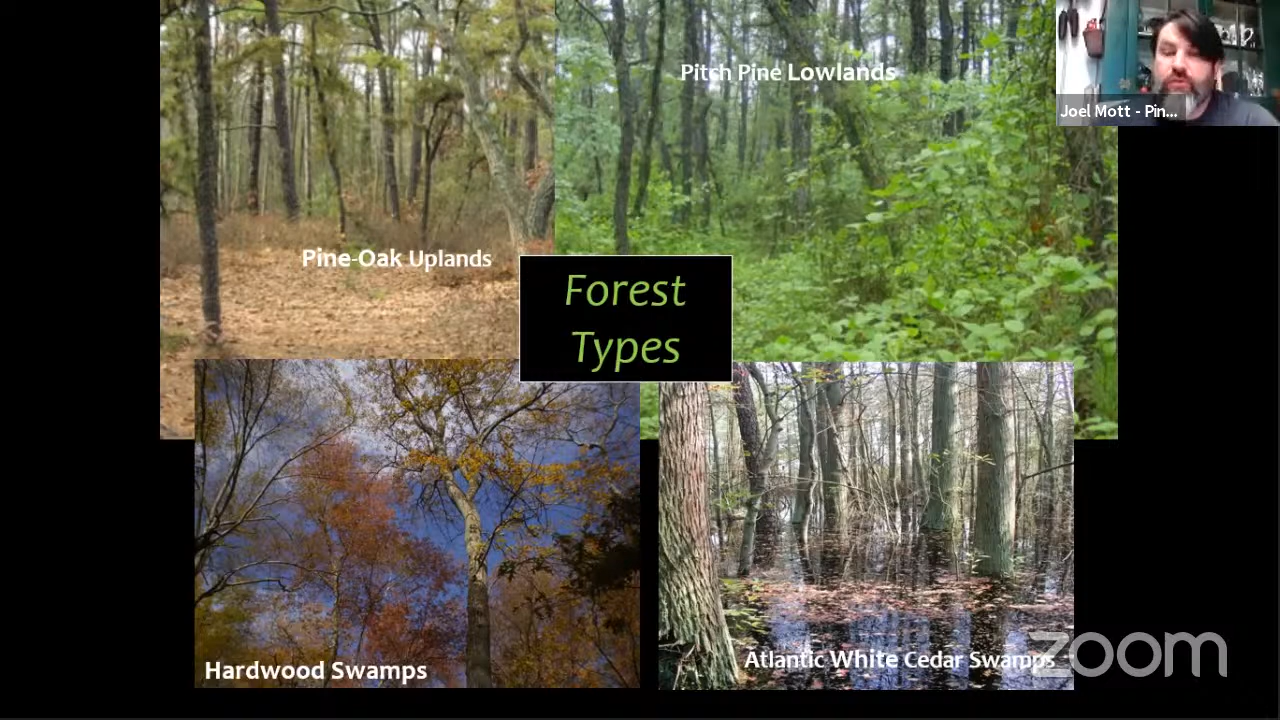 Pitch Pine Lowlands
Joel Mott - Pin...
Pine-Oak Uplands
Forest
Types
Hardwood Swamps
Atlantic White Cedar Swamps
zoom